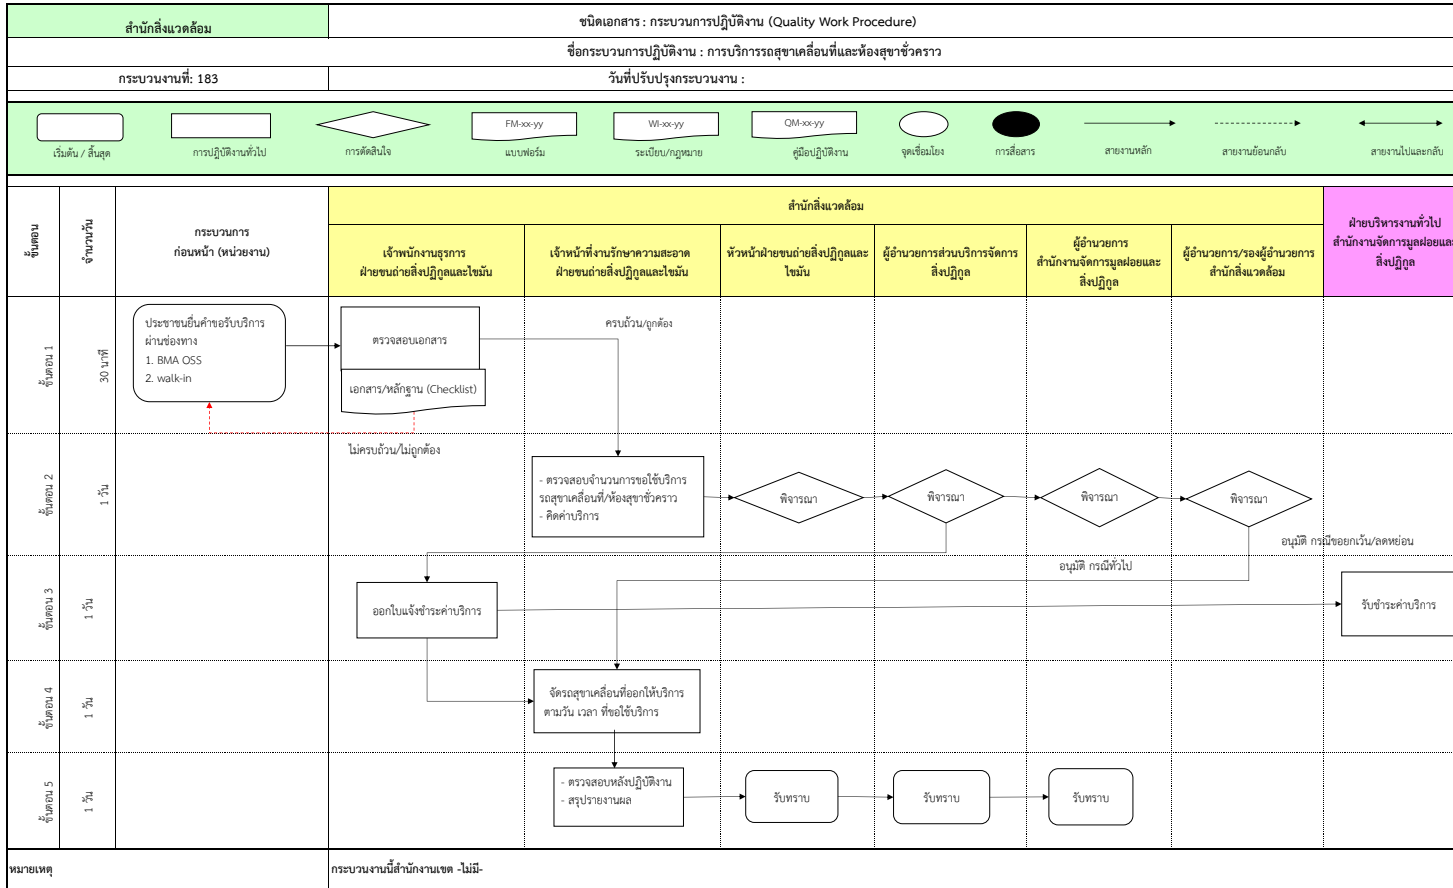 สำนักสิ่งแวดล้อม
ชนิดเอกสาร : กระบวนการปฎิบัติงาน (Quality Work Procedure)
ชื่อกระบวนการปฏิบัติงาน : การบริการรถสุขาเคลื่อนที่และห้องสุขาชั่วคราว
กระบวนงานที่: 183
วันที่ปรับปรุงกระบวนงาน :
FM-xx-yy
WI-xx-yy
QM-xx-yy
เริ่มต้น / สิ้นสุด
การปฏิบัติงานทั่วไป
การตัดสินใจ
แบบฟอร์ม
ระเบียบ/กฎหมาย
คู่มือปฏิบัติงาน
จุดเชื่อมโยง
การสื่อสาร
สายงานหลัก
สายงานย้อนกลับ
สายงานไปและกลับ
ขั้นตอน
จำนวนวัน
กระบวนการ
ก่อนหน้า (หน่วยงาน)
สำนักสิ่งแวดล้อม
เจ้าพนักงานธุรการ
ฝ่ายขนถ่ายสิ่งปฏิกูลและไขมัน
เจ้าหน้าที่งานรักษาความสะอาด
ฝ่ายขนถ่ายสิ่งปฏิกูลและไขมัน
หัวหน้าฝ่ายขนถ่ายสิ่งปฏิกูลและ
ไขมัน
ผู้อำนวยการส่วนบริการจัดการ
สิ่งปฏิกูล
ผู้อำนวยการ
สำนักงานจัดการมูลฝอยและ
สิ่งปฏิกูล
ผู้อำนวยการ/รองผู้อำนวยการ
สำนักสิ่งแวดล้อม
ฝ่ายบริหารงานทั่วไป
สำนักงานจัดการมูลฝอยและ
สิ่งปฏิกูล
ขั้นตอน 1
30 นาที
ประชาชนยื่นคำขอรับบริการ
ผ่านช่องทาง
1. BMA OSS
2. walk-in
ตรวจสอบเอกสาร
เอกสาร/หลักฐาน (Checklist)
ครบถ้วน/ถูกต้อง
ไม่ครบถ้วน/ไม่ถูกต้อง
ขั้นตอน 2
1 วัน
- ตรวจสอบจำนวนการขอใช้บริการ
รถสุขาเคลื่อนที่/ห้องสุขาชั่วคราว
- คิดค่าบริการ
พิจารณา
พิจารณา
พิจารณา
พิจารณา
อนุมัติ กรณีขอยกเว้น/ลดหย่อน
อนุมัติ กรณีทั่วไป
ขั้นตอน 3
1 วัน
ออกใบแจ้งชำระค่าบริการ
รับชำระค่าบริการ
ขั้นตอน 4
1 วัน
จัดรถสุขาเคลื่อนที่ออกให้บริการ
ตามวัน เวลา ที่ขอใช้บริการ
ขั้นตอน 5
1 วัน
- ตรวจสอบหลังปฏิบัติงาน
- สรุปรายงานผล
รับทราบ
รับทราบ
รับทราบ
หมายเหตุ
กระบวนงานนี้สำนักงานเขต -ไม่มี-